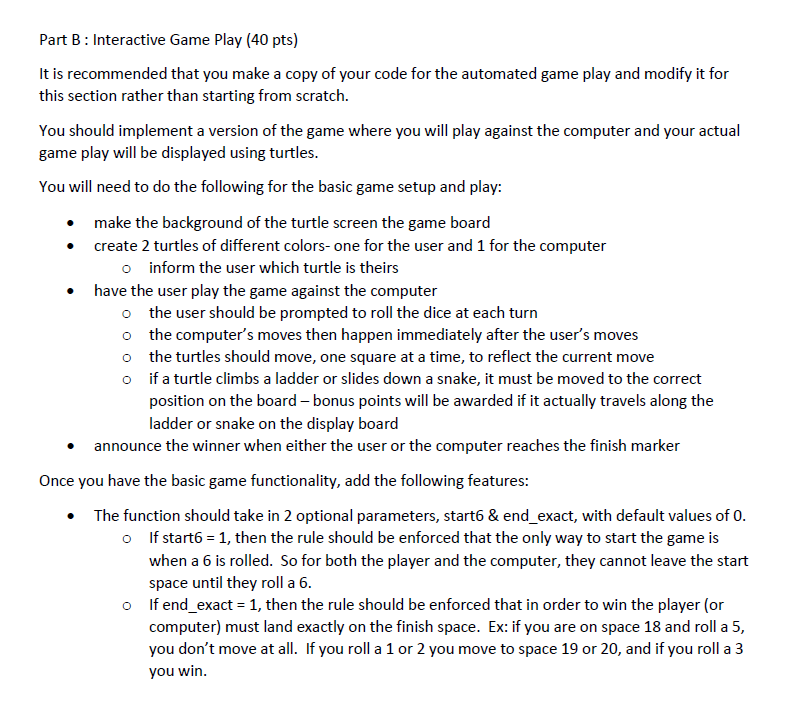 Part B : Interactive Game Play (40 pts)
It is recommended that you make a copy of your code for the automated game play and modify it for
this section rather than starting from scratch.
You should implement a version of the game where you will play against the computer and your actual
game play will be displayed using turtles.
You will need to do the following for the basic game setup and play:
• make the background of the turtle screen the game board
• create 2 turtles of different colors- one for the user and 1 for the computer
o inform the user which turtle is theirs
• have the user play the game against the computer
o the user should be prompted to roll the dice at each turn
o the computer's moves then happen immediately after the user's moves
o the turtles should move, one square at a time, to reflect the current move
o if a turtle climbs a ladder or slides down a snake, it must be moved to the correct
position on the board – bonus points will be awarded if it actually travels along the
ladder or snake on the display board
• announce the winner when either the user or the computer reaches the finish marker
Once you have the basic game functionality, add the following features:
• The function should take in 2 optional parameters, start6 & end_exact, with default values of 0.
o If start6 = 1, then the rule should be enforced that the only way to start the game is
when a 6 is rolled. So for both the player and the computer, they cannot leave the start
space until they roll a 6.
o If end_exact = 1, then the rule should be enforced that in order to win the player (or
computer) must land exactly on the finish space. Ex: if you are on space 18 and roll a 5,
you don't move at all. If you roll a 1 or 2 you move to space 19 or 20, and if you roll a 3
you win.